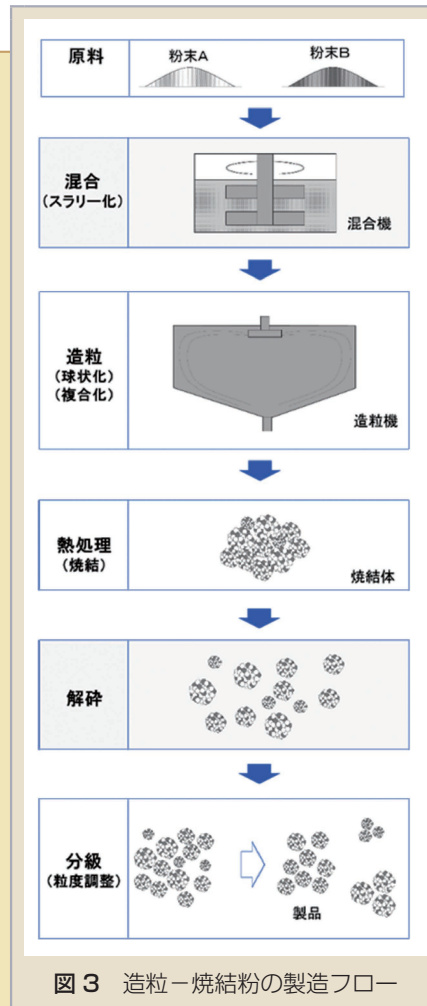 原料
粉末A
粉末B
混合
(スラリー化)
混合機
造粒
(球状化)
(複合化)
造粒機
熱処理
(焼結)
焼結体
解砕
分級
(粒度調整)
製品
図3 造粒－焼結粉の製造フロー